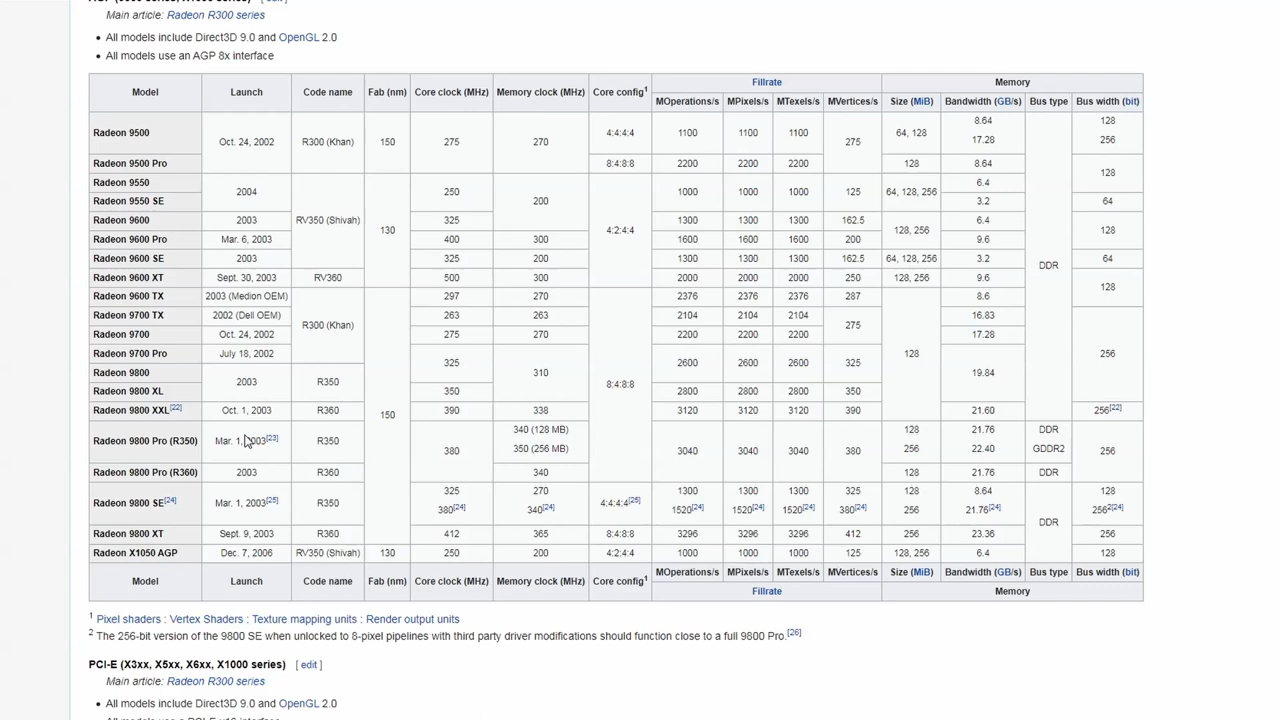 Main article: Radeon R300 series
• All models include Direct3D 9.0 and OpenGL 2.0
• All models use an AGP 8x interface
Model Launch Code name Fab (nm) Core clock (MHz) Memory clock (MHz) Core config1 Fillrate Memory
MOperations/s MPixels/s MTexels/s MVertices/s Size (MiB) Bandwidth (GB/s) Bus type Bus width (bit)
Radeon 9500 Oct. 24, 2002 R300 (Khan) 150 275 270 4:4:4:4 1100 1100 1100 275 64, 128 8.64 128
17.28 256
Radeon 9500 Pro 8:4:8:8 2200 2200 2200 128 8.64 128
Radeon 9550 2004 RV350 (Shivah) 130 250 200 4:2:4:4 1000 1000 1000 125 64, 128, 256 6.4
Radeon 9550 SE 3.2 64
Radeon 9600 2003 325 1300 1300 1300 162.5 128, 256 6.4 128
Radeon 9600 Pro Mar. 6, 2003 400 300 1600 1600 1600 200 9.6
Radeon 9600 SE 2003 325 200 1300 1300 1300 162.5 64, 128, 256 3.2 DDR 64
Radeon 9600 XT Sept. 30, 2003 RV360 500 300 2000 2000 2000 250 128, 256 9.6 128
Radeon 9600 TX 2003 (Medion OEM) R300 (Khan) 150 297 270 8:4:8:8 2376 2376 2376 287 128 8.6
Radeon 9700 TX 2002 (Dell OEM) 263 263 2104 2104 2104 275 16.83 256
Radeon 9700 Oct. 24, 2002 275 270 2200 2200 2200 17.28
Radeon 9700 Pro July 18, 2002 325 310 2600 2600 2600 325 19.84
Radeon 9800 2003 R350
Radeon 9800 XL 350 2800 2800 2800 350
Radeon 9800 XXL[22] Oct. 1, 2003 R360 390 338 3120 3120 3120 390 21.60 256[22]
Radeon 9800 Pro (R350) Mar. 1, 2003[23] R350 380 340 (128 MB) 3040 3040 3040 380 128 21.76 DDR 256
350 (256 MB) 256 22.40 GDDR2
Radeon 9800 Pro (R360) 2003 R360 340 128 21.76 DDR
Radeon 9800 SE[24] Mar. 1, 2003[25] R350 325 270 4:4:4:4[25] 1300 1300 1300 325 128 8.64 DDR 128
380[24] 340[24] 1520[24] 1520[24] 1520[24] 380[24] 256 21.76[24] 2562[24]
Radeon 9800 XT Sept. 9, 2003 R360 412 365 8:4:8:8 3296 3296 3296 412 256 23.36 256
Radeon X1050 AGP Dec. 7, 2006 RV350 (Shivah) 130 250 200 4:2:4:4 1000 1000 1000 125 128, 256 6.4 128
Model Launch Code name Fab (nm) Core clock (MHz) Memory clock (MHz) Core config1 MOperations/s MPixels/s MTexels/s MVertices/s Size (MiB) Bandwidth (GB/s) Bus type Bus width (bit)
Fillrate Memory
1 Pixel shaders : Vertex Shaders : Texture mapping units : Render output units
2 The 256-bit version of the 9800 SE when unlocked to 8-pixel pipelines with third party driver modifications should function close to a full 9800 Pro.[26]
PCI-E (X3xx, X5xx, X6xx, X1000 series) [ edit ]
Main article: Radeon R300 series
• All models include Direct3D 9.0 and OpenGL 2.0